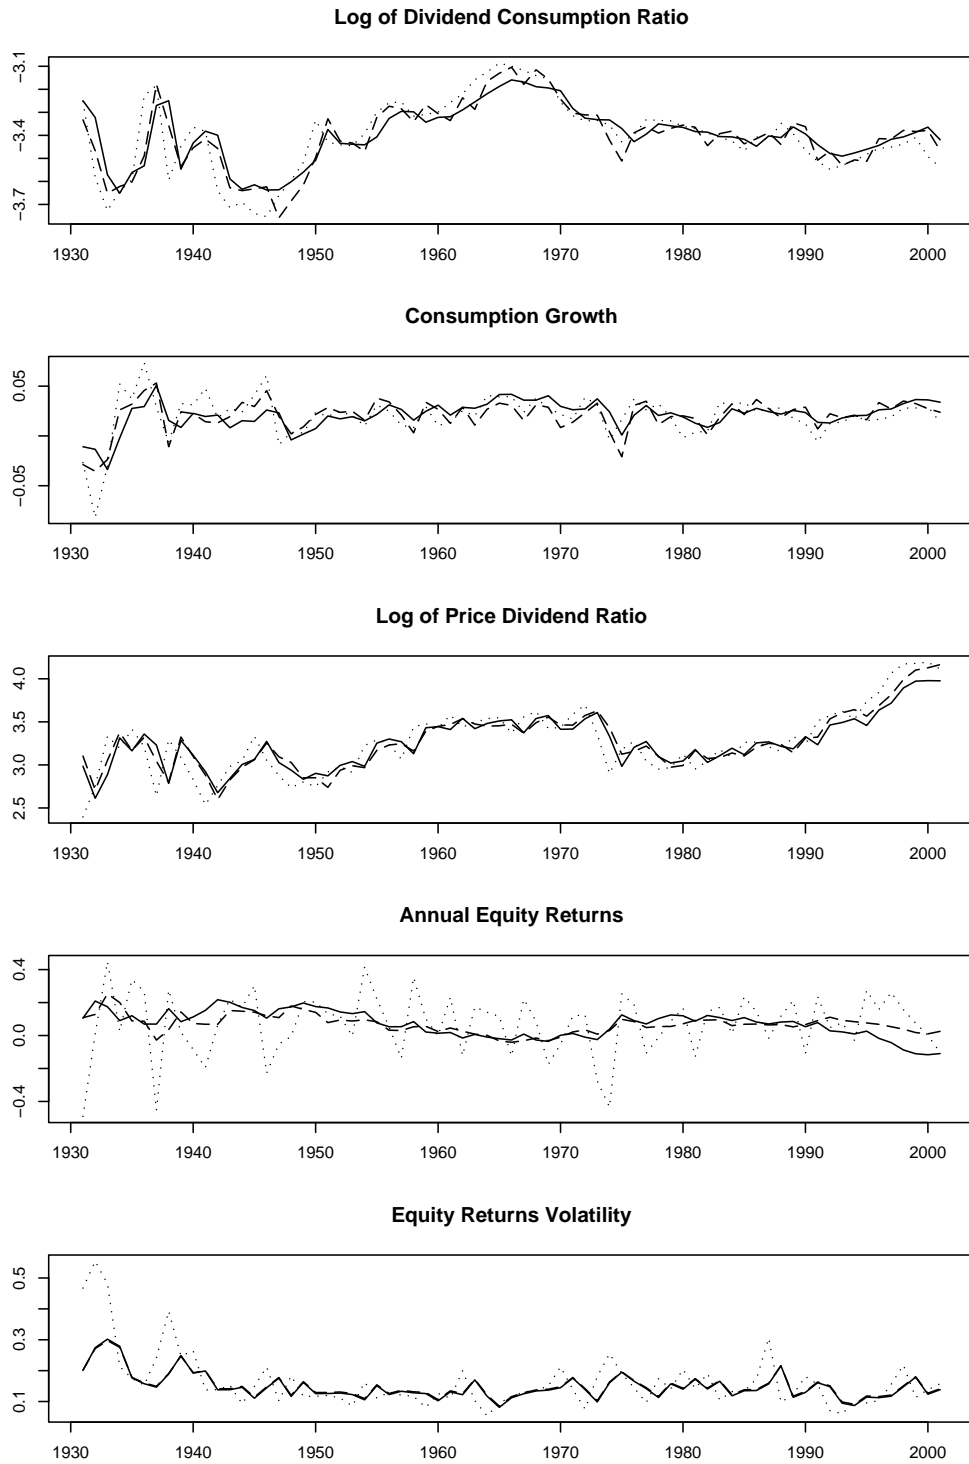 Log of Dividend Consumption Ratio
−3.1
−3.4
−3.7
1930 1940 1950 1960 1970 1980 1990 2000
Consumption Growth
0.05
−0.05
1930 1940 1950 1960 1970 1980 1990 2000
Log of Price Dividend Ratio
4.0
3.5
3.0
2.5
1930 1940 1950 1960 1970 1980 1990 2000
Annual Equity Returns
0.4
0.0
−0.4
1930 1940 1950 1960 1970 1980 1990 2000
Equity Returns Volatility
0.5
0.3
0.1
1930 1940 1950 1960 1970 1980 1990 2000